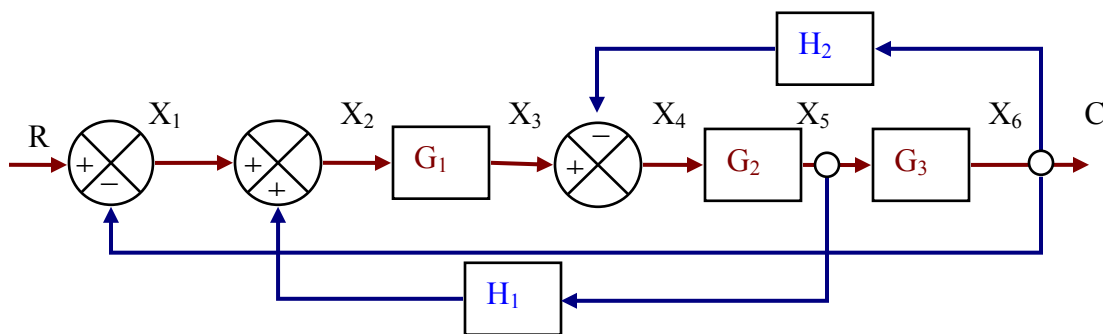 H₂
R X₁ X₂ X₃ X₄ X₅ X₆ C
+ − + + G₁ + − G₂ G₃
H₁